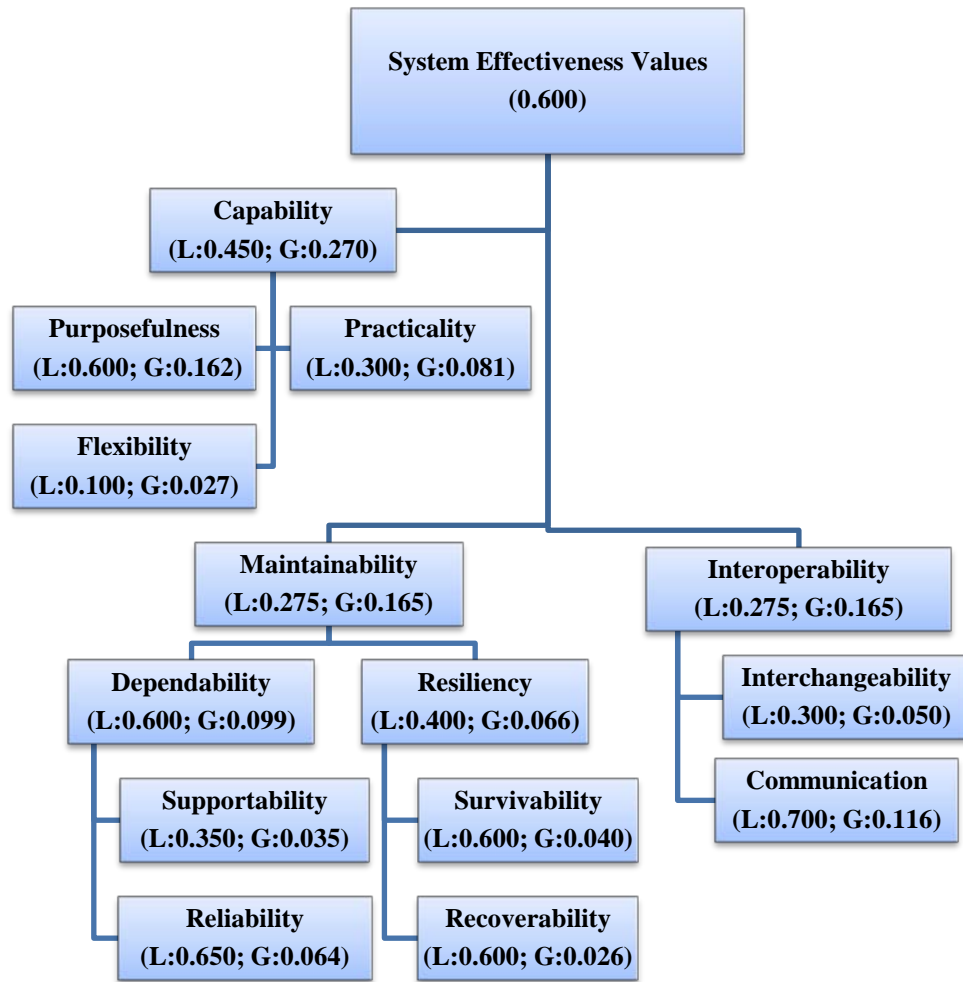 System Effectiveness Values
(0.600)
Capability
(L:0.450; G:0.270)
Purposefulness
(L:0.600; G:0.162)
Practicality
(L:0.300; G:0.081)
Flexibility
(L:0.100; G:0.027)
Maintainability
(L:0.275; G:0.165)
Interoperability
(L:0.275; G:0.165)
Dependability
(L:0.600; G:0.099)
Resiliency
(L:0.400; G:0.066)
Interchangeability
(L:0.300; G:0.050)
Supportability
(L:0.350; G:0.035)
Survivability
(L:0.600; G:0.040)
Communication
(L:0.700; G:0.116)
Reliability
(L:0.650; G:0.064)
Recoverability
(L:0.600; G:0.026)